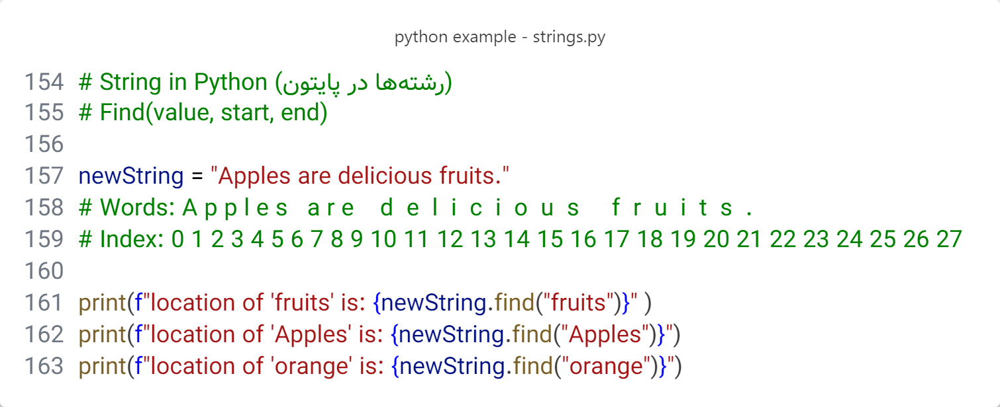 python example - strings.py
154 # String in Python (رشته‌ها در پایتون)
155 # Find(value, start, end)
156
157 newString = "Apples are delicious fruits."
158 # Words: A p p l e s   a r e   d e l i c i o u s   f r u i t s .
159 # Index: 0 1 2 3 4 5 6 7 8 9 10 11 12 13 14 15 16 17 18 19 20 21 22 23 24 25 26 27
160
161 print(f"location of 'fruits' is: {newString.find("fruits")}" )
162 print(f"location of 'Apples' is: {newString.find("Apples")}")
163 print(f"location of 'orange' is: {newString.find("orange")}")